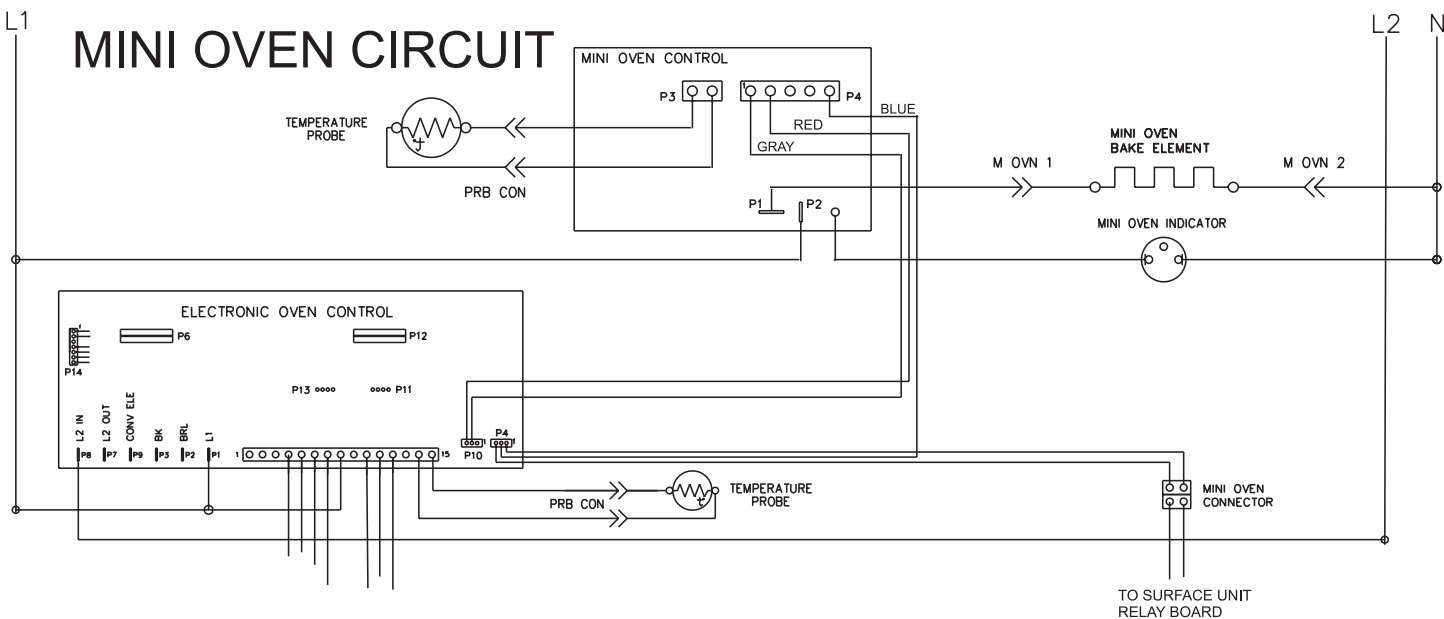 L1
L2 N
MINI OVEN CIRCUIT
MINI OVEN CONTROL
P3
1
P4
TEMPERATURE
PROBE
BLUE
RED
GRAY
PRB CON
MINI OVEN
BAKE ELEMENT
M OVN 1
M OVN 2
P1
P2
MINI OVEN INDICATOR
ELECTRONIC OVEN CONTROL
P6
P12
P14
P13
P11
L2 IN
L2 OUT
CONV ELE
BK
BRL
L1
P8
P7
P9
P3
P2
P1
1
15
P10
1
P4
PRB CON
TEMPERATURE
PROBE
MINI OVEN
CONNECTOR
TO SURFACE UNIT
RELAY BOARD